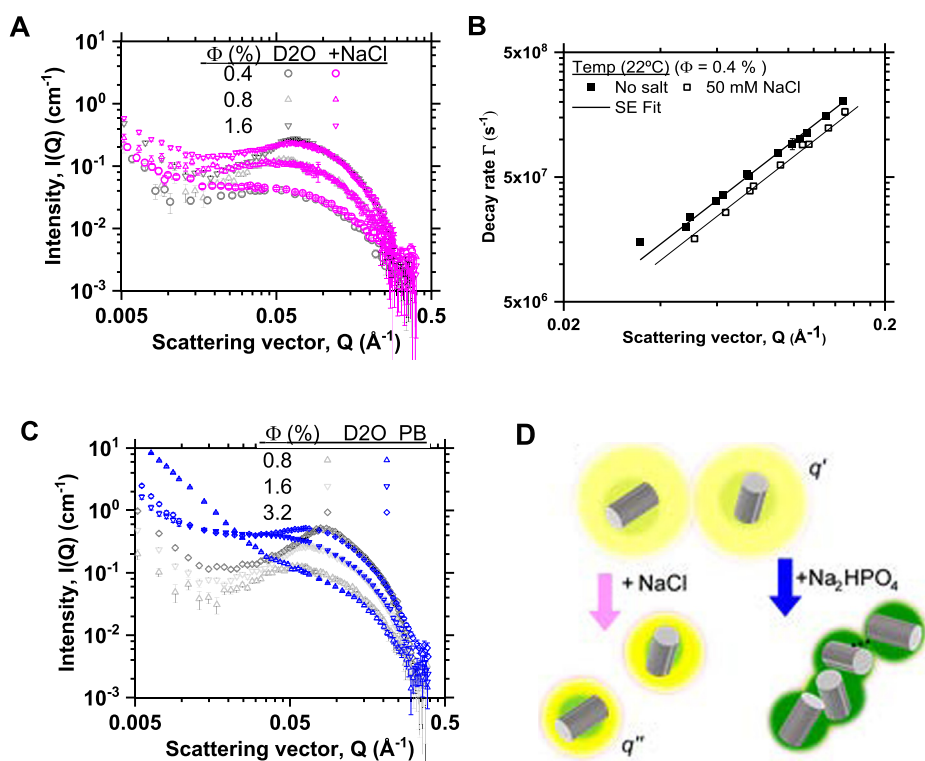 A
Φ (%) D2O +NaCl
0.4
0.8
1.6
10¹
10⁰
10⁻¹
10⁻²
10⁻³
Intensity, I(Q) (cm⁻¹)
0.005 0.05 0.5
Scattering vector, Q (Å⁻¹)
B
Temp (22ºC) (Φ = 0.4 % )
No salt 50 mM NaCl
SE Fit
5x10⁸
5x10⁷
5x10⁶
Decay rate Γ (s⁻¹)
0.02 0.2
Scattering vector, Q (Å⁻¹)
C
Φ (%) D2O PB
0.8
1.6
3.2
10¹
10⁰
10⁻¹
10⁻²
10⁻³
Intensity, I(Q) (cm⁻¹)
0.005 0.05 0.5
Scattering vector, Q (Å⁻¹)
D
q'
+ NaCl
+Na₂HPO₄
q"